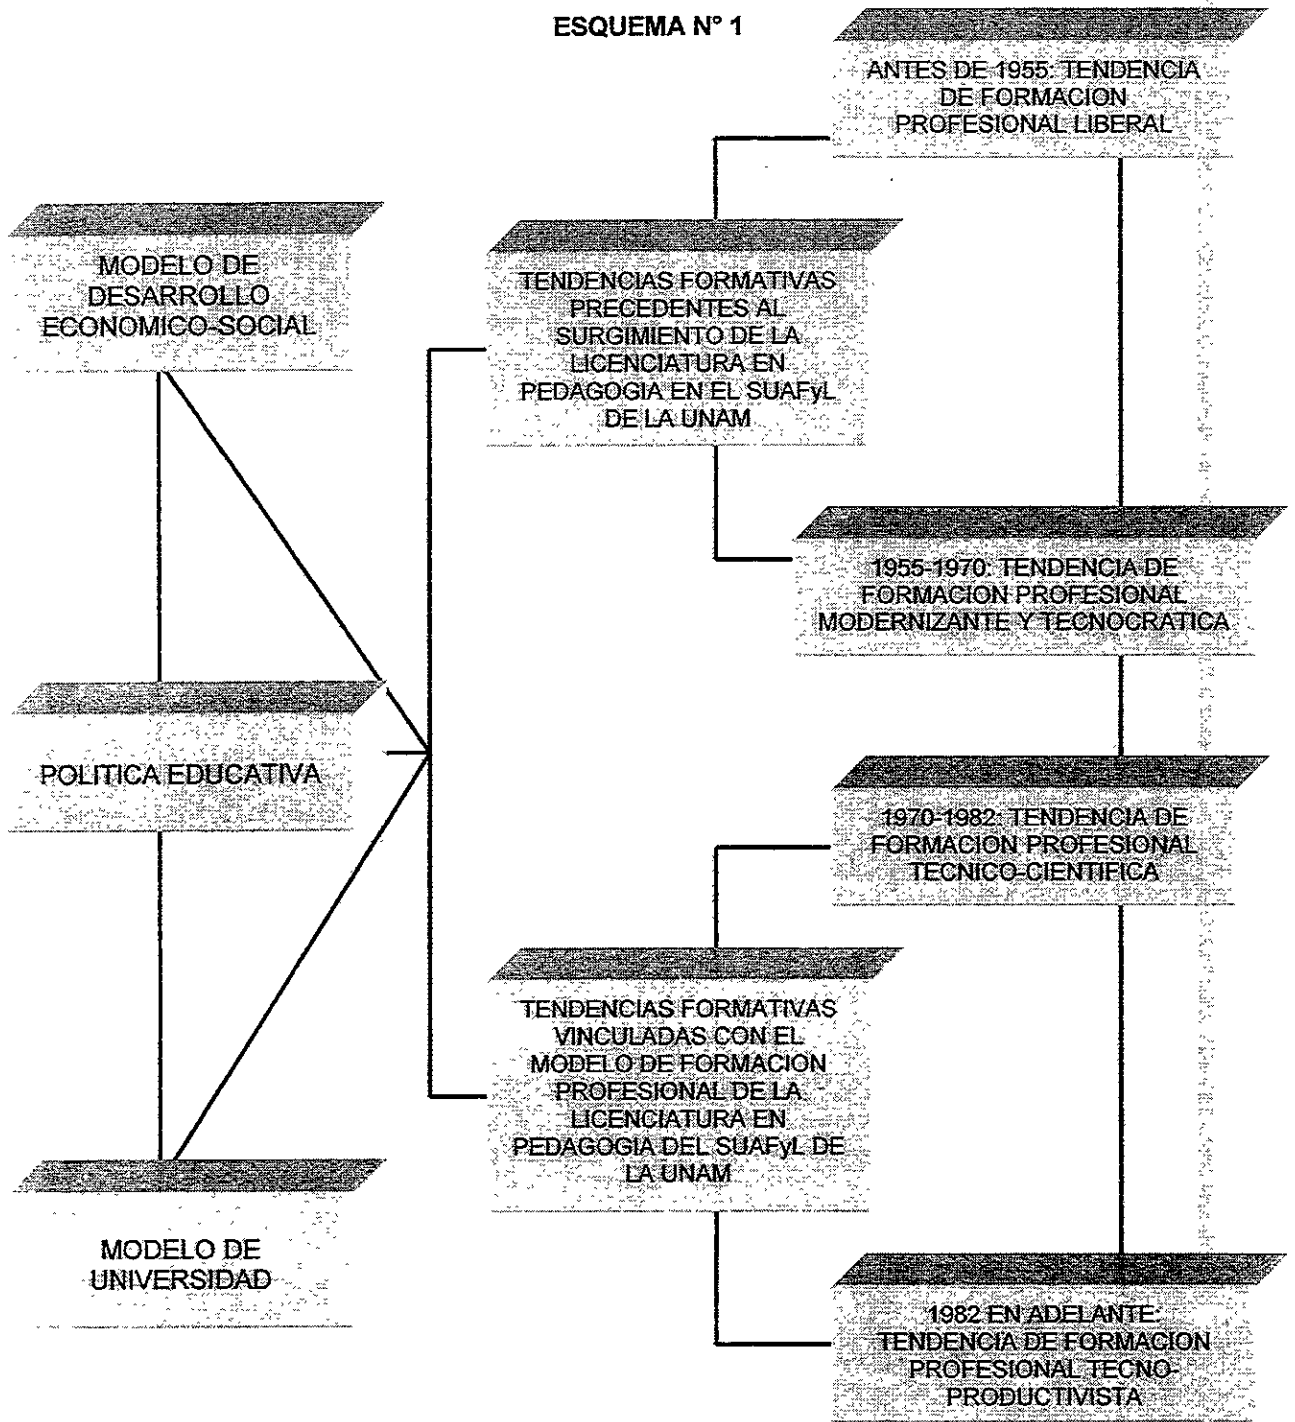 ESQUEMA N° 1
ANTES DE 1955: TENDENCIA
DE FORMACION
PROFESIONAL LIBERAL
MODELO DE
DESARROLLO
ECONOMICO-SOCIAL
TENDENCIAS FORMATIVAS
PRECEDENTES AL
SURGIMIENTO DE LA
LICENCIATURA EN
PEDAGOGIA EN EL SUAFyL
DE LA UNAM
1955-1970: TENDENCIA DE
FORMACION PROFESIONAL
MODERNIZANTE Y TECNOCRATICA
POLITICA EDUCATIVA
1970-1982: TENDENCIA DE
FORMACION PROFESIONAL
TECNICO-CIENTIFICA
TENDENCIAS FORMATIVAS
VINCULADAS CON EL
MODELO DE FORMACION
PROFESIONAL DE LA
LICENCIATURA EN
PEDAGOGIA DEL SUAFyL DE
LA UNAM
MODELO DE
UNIVERSIDAD
1982 EN ADELANTE:
TENDENCIA DE FORMACION
PROFESIONAL TECNO-
PRODUCTIVISTA